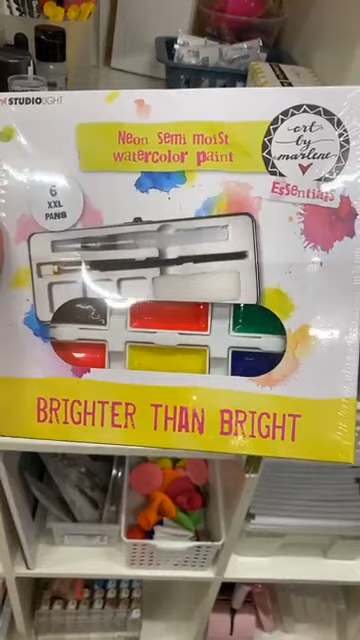 STUDIOLIGHT
Neon semi moist
watercolor paint
art
by
marlene
Essentials
6
XXL
PANS
BRIGHTER THAN BRIGHT